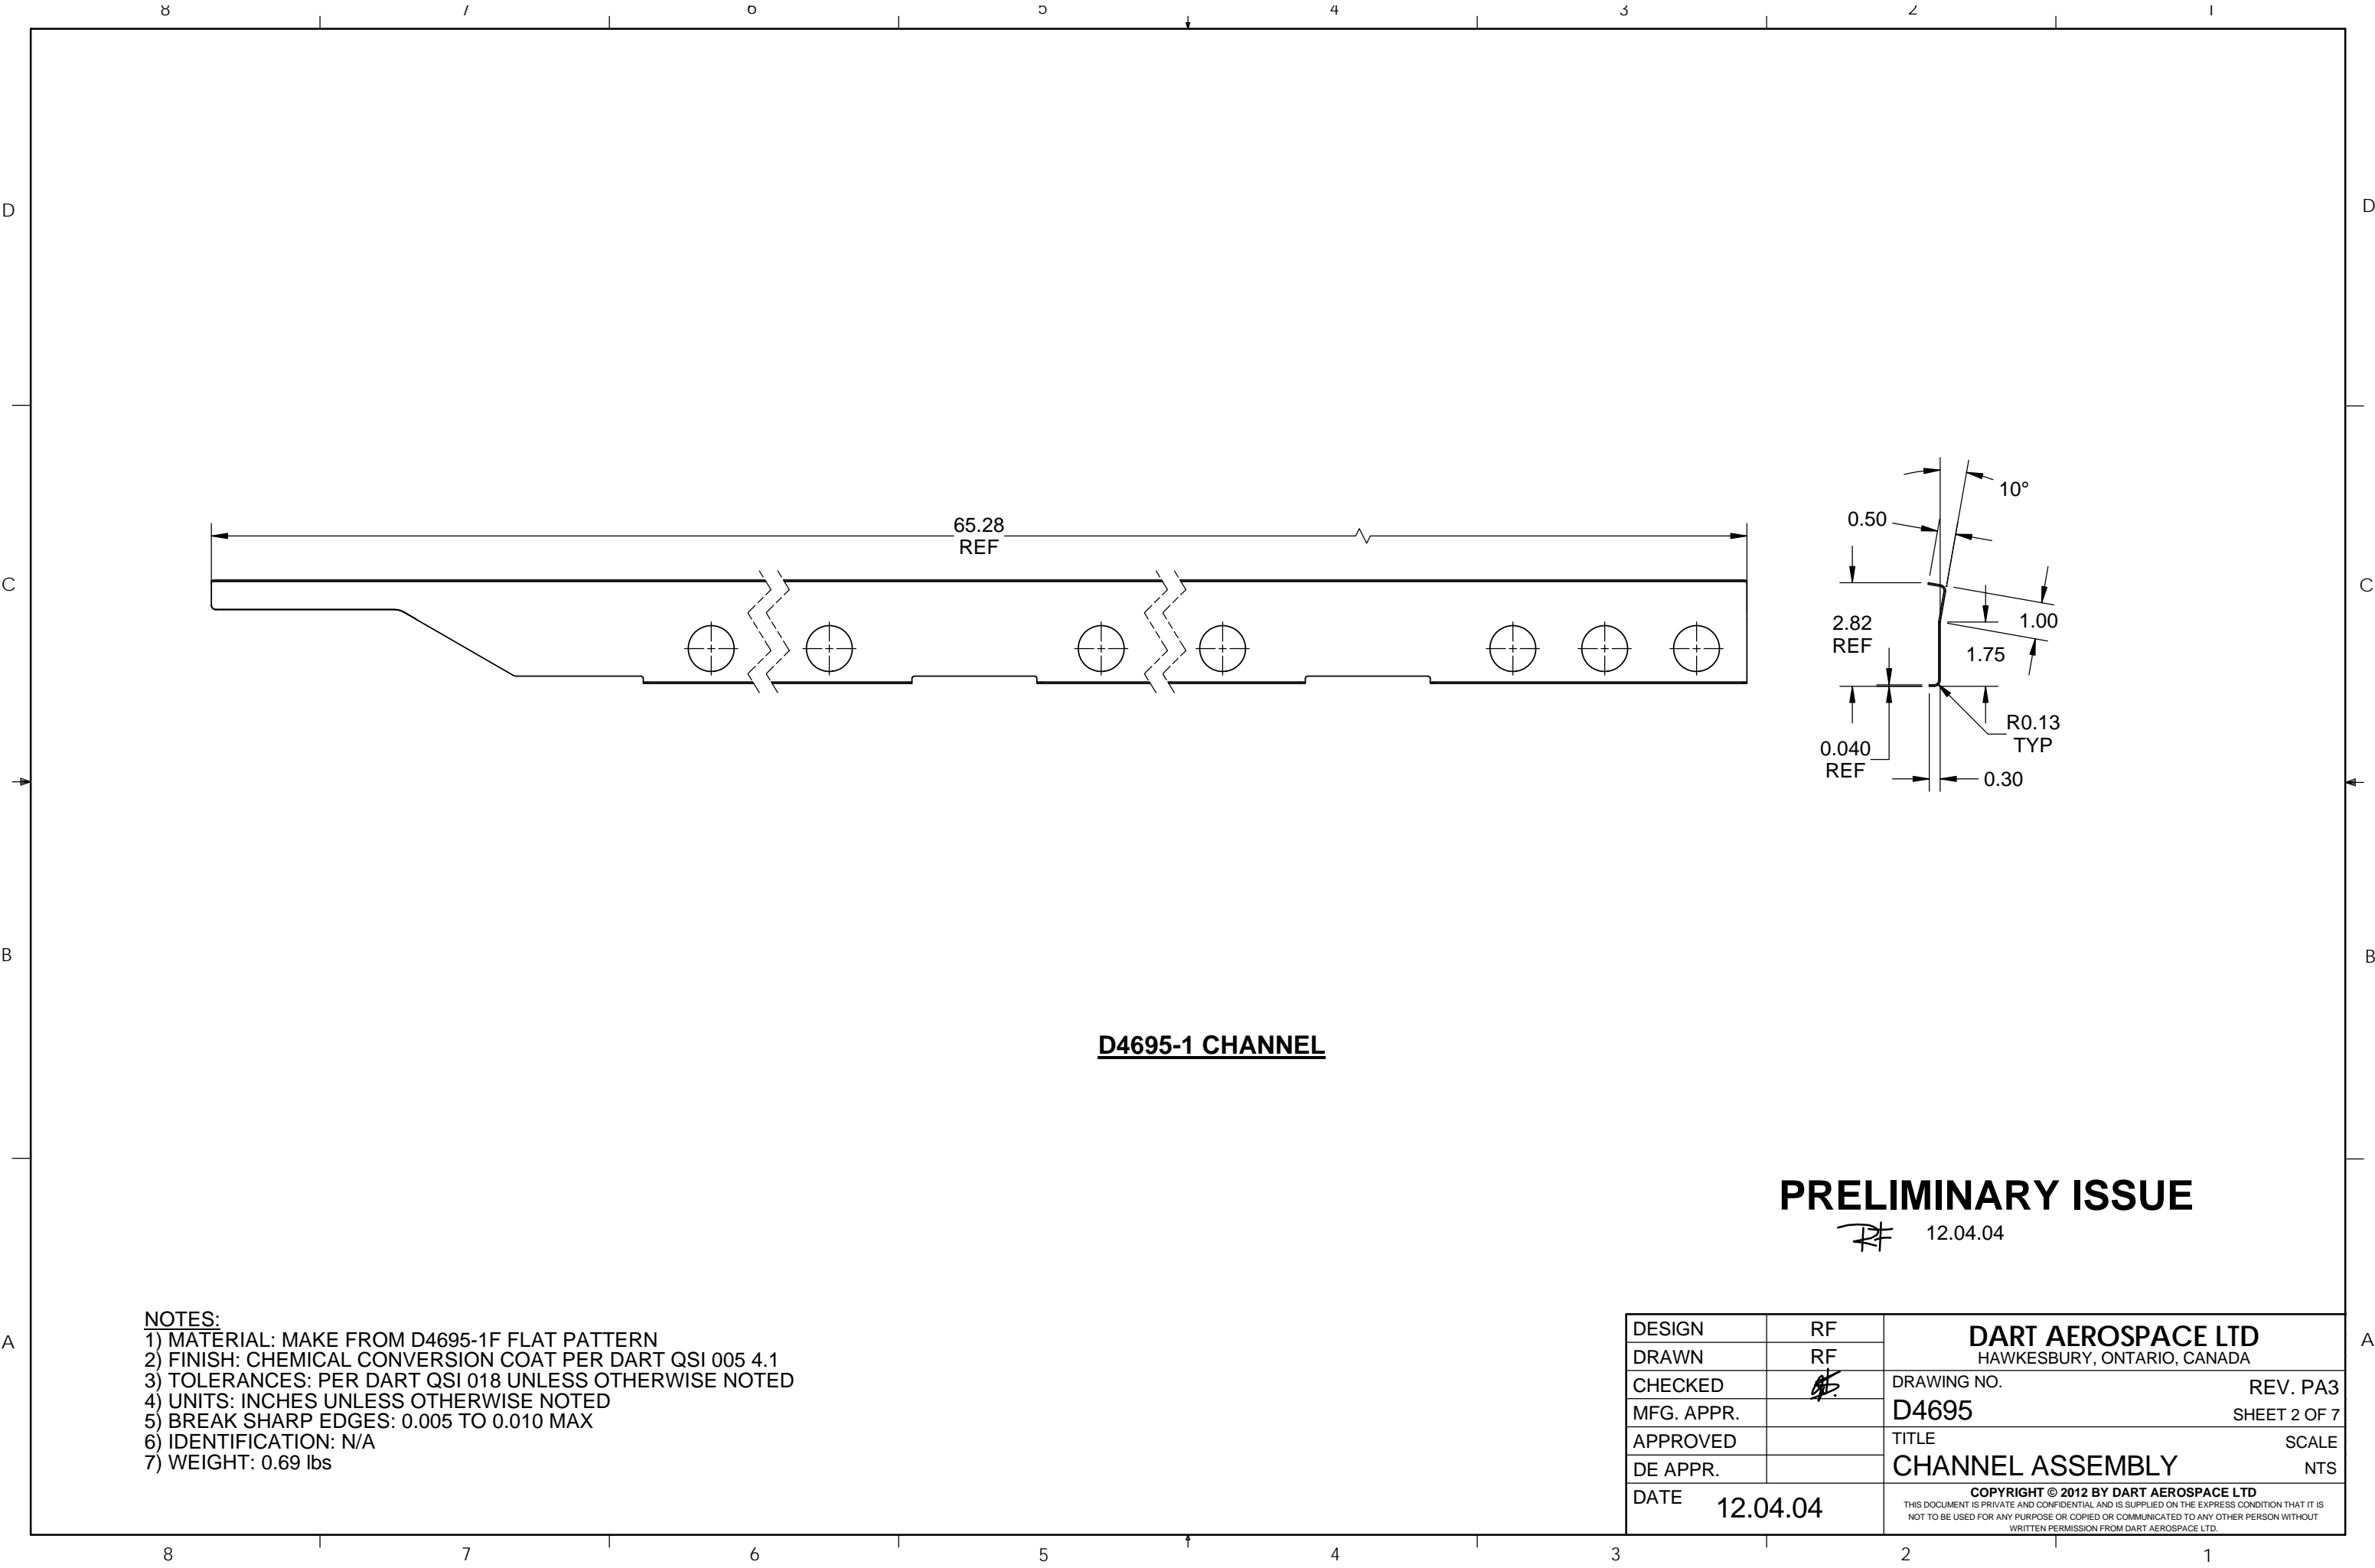 8 7 6 5 4 3 2 1
D D
65.28
REF
10°
0.50
C C
2.82
REF
1.00
1.75
R0.13
TYP
0.040
REF
0.30
B B
D4695-1 CHANNEL
PRELIMINARY ISSUE
RF 12.04.04
NOTES:
1) MATERIAL: MAKE FROM D4695-1F FLAT PATTERN
2) FINISH: CHEMICAL CONVERSION COAT PER DART QSI 005 4.1
3) TOLERANCES: PER DART QSI 018 UNLESS OTHERWISE NOTED
4) UNITS: INCHES UNLESS OTHERWISE NOTED
5) BREAK SHARP EDGES: 0.005 TO 0.010 MAX
6) IDENTIFICATION: N/A
7) WEIGHT: 0.69 lbs
A A
DESIGN RF
DRAWN RF
CHECKED
MFG. APPR.
APPROVED
DE APPR.
DATE 12.04.04
DART AEROSPACE LTD
HAWKESBURY, ONTARIO, CANADA
DRAWING NO. REV. PA3
D4695 SHEET 2 OF 7
TITLE SCALE
CHANNEL ASSEMBLY NTS
COPYRIGHT © 2012 BY DART AEROSPACE LTD
THIS DOCUMENT IS PRIVATE AND CONFIDENTIAL AND IS SUPPLIED ON THE EXPRESS CONDITION THAT IT IS
NOT TO BE USED FOR ANY PURPOSE OR COPIED OR COMMUNICATED TO ANY OTHER PERSON WITHOUT
WRITTEN PERMISSION FROM DART AEROSPACE LTD.
8 7 6 5 4 3 2 1